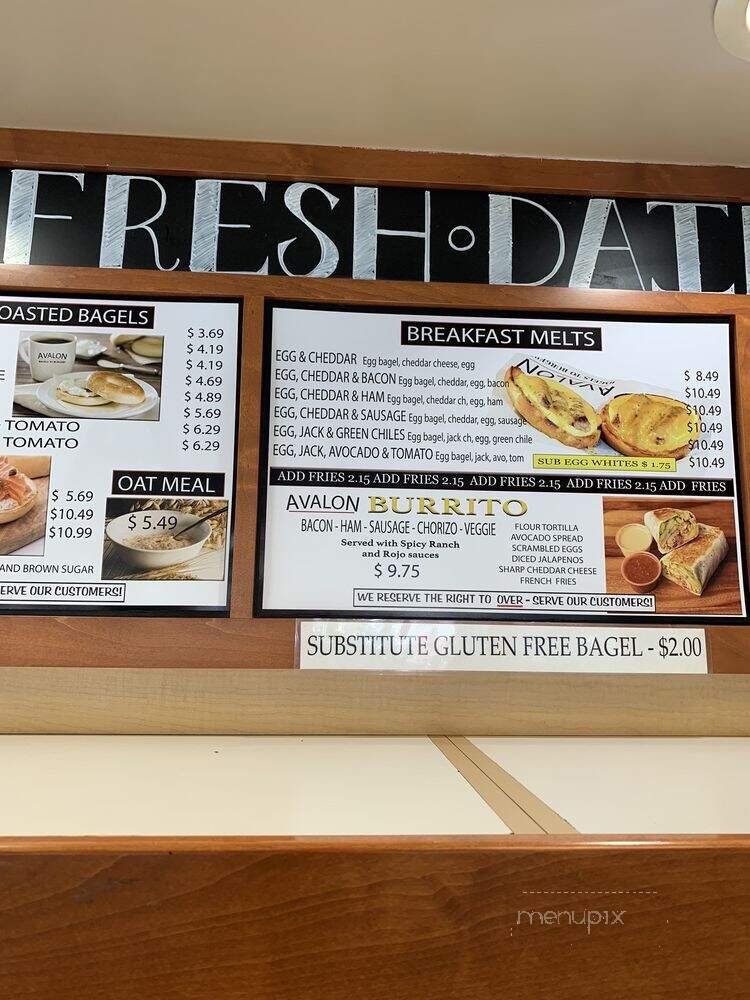 FRESH DAI
OASTED BAGELS
AVALON
$ 3.69
$ 4.19
$ 4.19
$ 4.69
$ 4.89
$ 5.69
TOMATO $ 6.29
TOMATO $ 6.29
$ 5.69
$10.49
$10.99
AND BROWN SUGAR
ERVE OUR CUSTOMERS!
OAT MEAL
$ 5.49
BREAKFAST MELTS
EGG & CHEDDAR Egg bagel, cheddar cheese, egg $ 8.49
EGG, CHEDDAR & BACON Egg bagel, cheddar, egg, bacon $10.49
EGG, CHEDDAR & HAM Egg bagel, cheddar ch, egg, ham $10.49
EGG, CHEDDAR & SAUSAGE Egg bagel, cheddar, egg, sausage $10.49
EGG, JACK & GREEN CHILES Egg bagel, jack ch, egg, green chile $10.49
EGG, JACK, AVOCADO & TOMATO Egg bagel, jack, avo, tom $10.49
AVALON
SUB EGG WHITES $ 1.75
ADD FRIES 2.15 ADD FRIES 2.15 ADD FRIES 2.15 ADD FRIES 2.15 ADD FRIES
AVALON BURRITO
BACON - HAM - SAUSAGE - CHORIZO - VEGGIE
Served with Spicy Ranch
and Rojo sauces
$ 9.75
FLOUR TORTILLA
AVOCADO SPREAD
SCRAMBLED EGGS
DICED JALAPENOS
SHARP CHEDDAR CHEESE
FRENCH FRIES
WE RESERVE THE RIGHT TO OVER - SERVE OUR CUSTOMERS!
SUBSTITUTE GLUTEN FREE BAGEL - $2.00
menupix